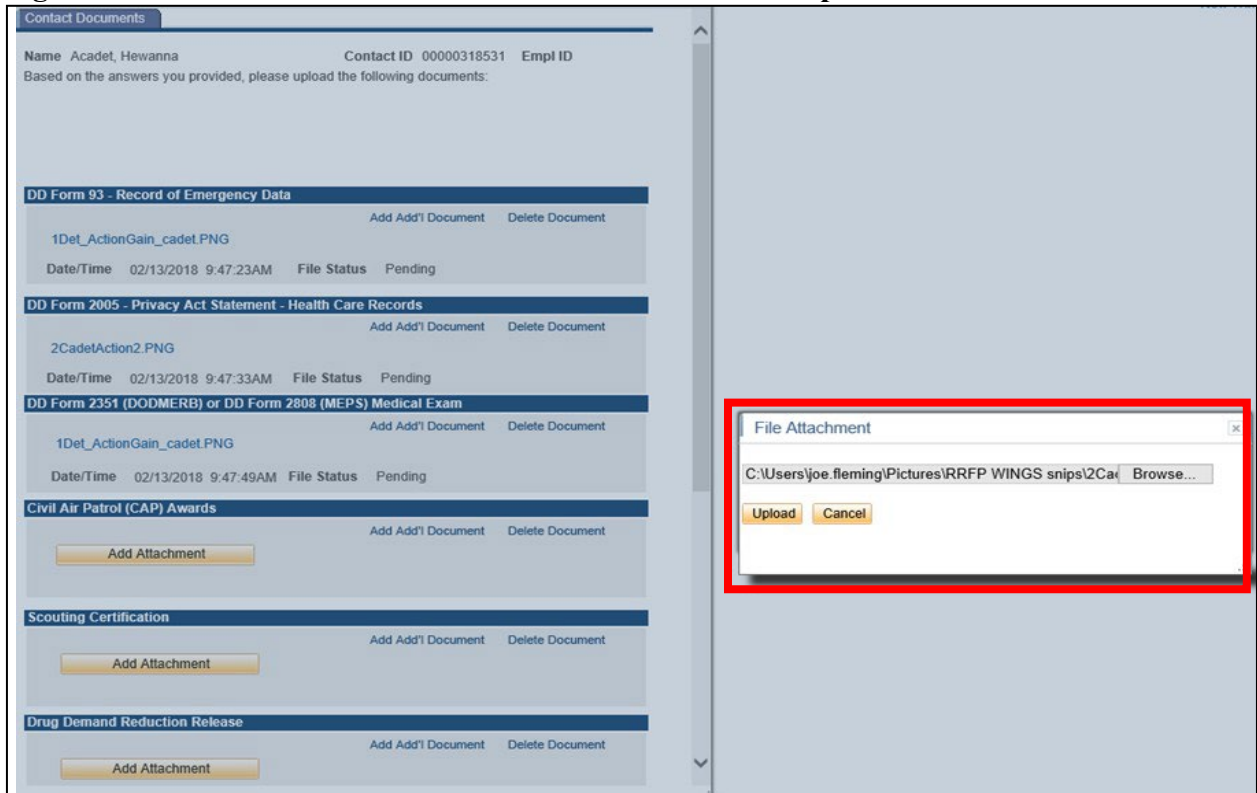 Contact Documents
Name Acadet, Hewanna Contact ID 00000318531 Empl ID
Based on the answers you provided, please upload the following documents:
DD Form 93 - Record of Emergency Data
Add Add'l Document Delete Document
1Det_ActionGain_cadet.PNG
Date/Time 02/13/2018 9:47:23AM File Status Pending
DD Form 2005 - Privacy Act Statement - Health Care Records
Add Add'l Document Delete Document
2CadetAction2.PNG
Date/Time 02/13/2018 9:47:33AM File Status Pending
DD Form 2351 (DODMERB) or DD Form 2808 (MEPS) Medical Exam
Add Add'l Document Delete Document
1Det_ActionGain_cadet.PNG
Date/Time 02/13/2018 9:47:49AM File Status Pending
Civil Air Patrol (CAP) Awards
Add Add'l Document Delete Document
Add Attachment
Scouting Certification
Add Add'l Document Delete Document
Add Attachment
Drug Demand Reduction Release
Add Add'l Document Delete Document
Add Attachment
File Attachment
C:\Users\joe.fleming\Pictures\RRFP WINGS snips\2Ca Browse...
Upload Cancel